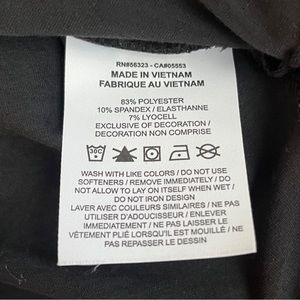 RN#56323 - CA#05553
MADE IN VIETNAM
FABRIQUE AU VIETNAM
83% POLYESTER
10% SPANDEX / ELASTHANNE
7% LYOCELL
EXCLUSIVE OF DECORATION /
DECORATION NON COMPRISE
30C
WASH WITH LIKE COLORS / DO NOT USE
SOFTENERS / REMOVE IMMEDIATELY / DO
NOT ALLOW TO LAY ON ITSELF WHEN WET /
DO NOT IRON DESIGN
LAVER AVEC COULEURS SIMILAIRES / NE PAS
UTILISER D'ADOUCISSEUR / ENLEVER
IMMEDIATEMENT / NE PAS LAISSER LE
VÊTEMENT PLIÉ LORSQU'IL EST MOUILLÉ / NE
PAS REPASSER LE DESSIN